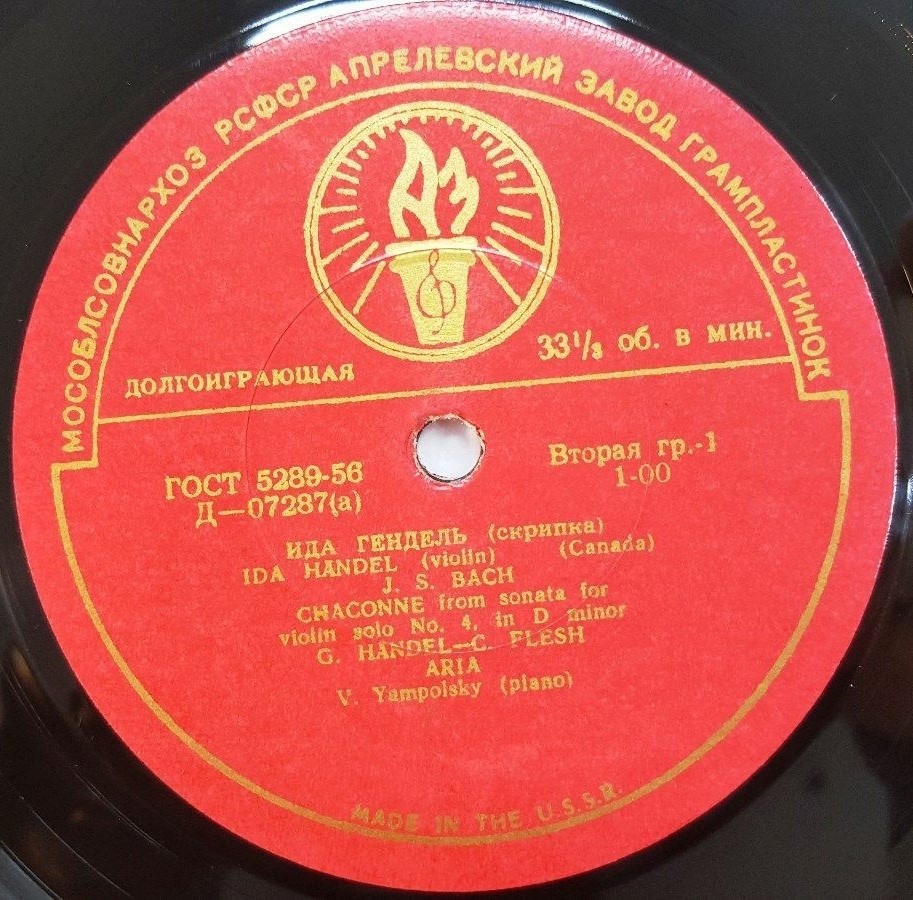 МОСОБЛСОВНАРХОЗ РСФСР АПРЕЛЕВСКИЙ ЗАВОД ГРАМПЛАСТИНОК
АЗ
ДОЛГОИГРАЮЩАЯ
33⅓ об. в мин.
ГОСТ 5289-56
Д—07287(а)
Вторая гр.-1
1-00
ИДА ГЕНДЕЛЬ (скрипка)
IDA HANDEL (violin) (Canada)
J. S. BACH
CHACONNE from sonata for
violin solo No. 4, in D minor
G. HANDEL—C. FLESH
ARIA
V. Yampolsky (piano)
MADE IN THE U.S.S.R.